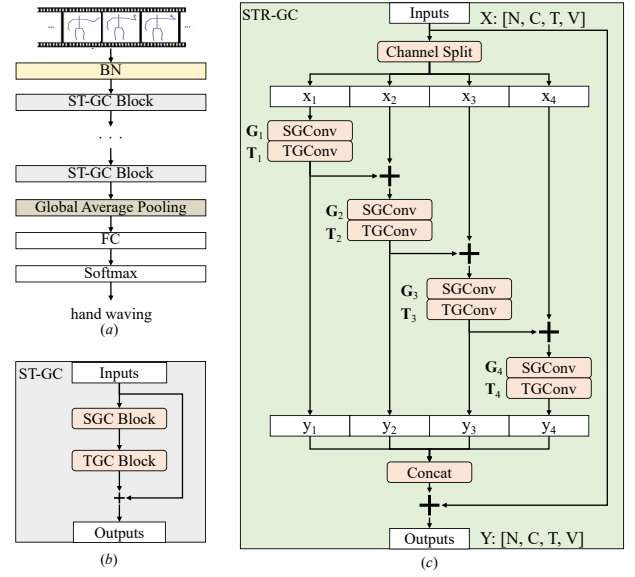 ...
...
BN
ST-GC Block
. . .
ST-GC Block
Global Average Pooling
FC
Softmax
hand waving
(a)
ST-GC
Inputs
SGC Block
TGC Block
+
Outputs
(b)
STR-GC
Inputs
X: [N, C, T, V]
Channel Split
x1 x2 x3 x4
G1 SGConv
T1 TGConv
+
G2 SGConv
T2 TGConv
+
G3 SGConv
T3 TGConv
+
G4 SGConv
T4 TGConv
y1 y2 y3 y4
Concat
+
Outputs
Y: [N, C, T, V]
(c)